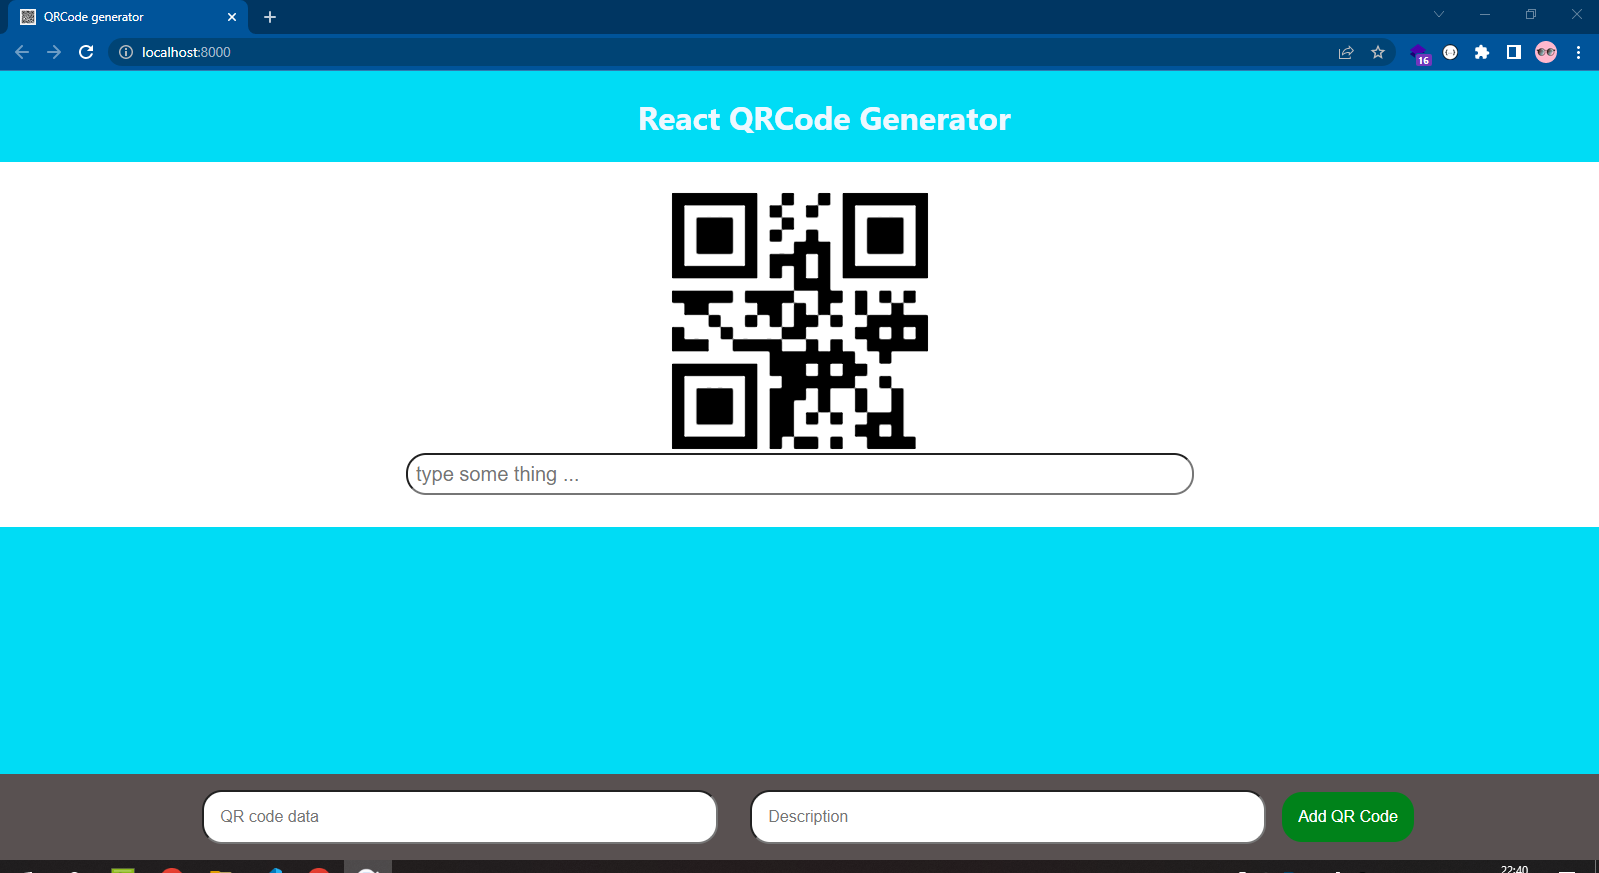 QRCode generator
localhost:8000
16
React QRCode Generator
type some thing ...
QR code data
Description
Add QR Code
22:40